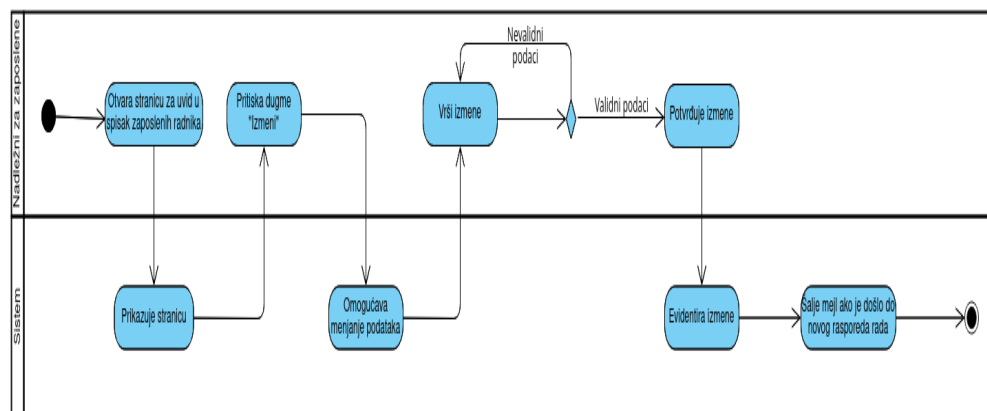 Nadležni za zaposlene
Otvara stranicu za uvid u
spisak zaposlenih radnika
Pritiska dugme
"Izmeni"
Vrši izmene
Nevalidni
podaci
Validni podaci
Potvrđuje izmene
Sistem
Prikazuje stranicu
Omogućava
menjanje podataka
Evidentira izmene
Šalje mejl ako je došlo do
novog rasporeda rada